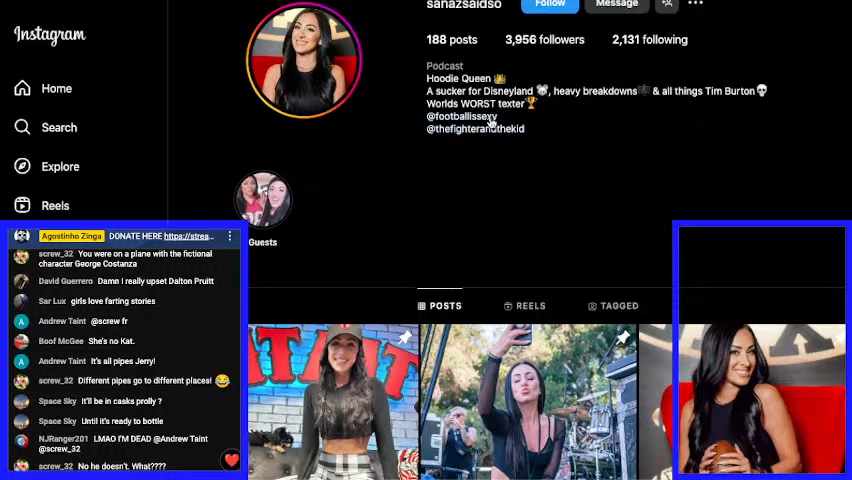 Instagram
Home
Search
Explore
Reels
sanazsaidso
Follow
Message
188 posts
3,956 followers
2,131 following
Podcast
Hoodie Queen 👑
A sucker for Disneyland 🐭, heavy breakdowns🕷 & all things Tim Burton💀
Worlds WORST texter🏆
@footballissexy
@thefighterandthekid
Guests
POSTS
REELS
TAGGED
Agostinho Zinga DONATE HERE https://strea...
screw_32 You were on a plane with the fictional
character George Costanza
David Guerrero Damn I really upset Dalton Pruitt
Sar Lux girls love farting stories
A Andrew Taint @screw fr
Boof McGee She's no Kat.
A Andrew Taint It's all pipes Jerry!
screw_32 Different pipes go to different places! 😂
Space Sky It'll be in casks prolly ?
Space Sky Until it's ready to bottle
NJRanger201 LMAO I'M DEAD @Andrew Taint
@screw_32
screw_32 No he doesn't. What????